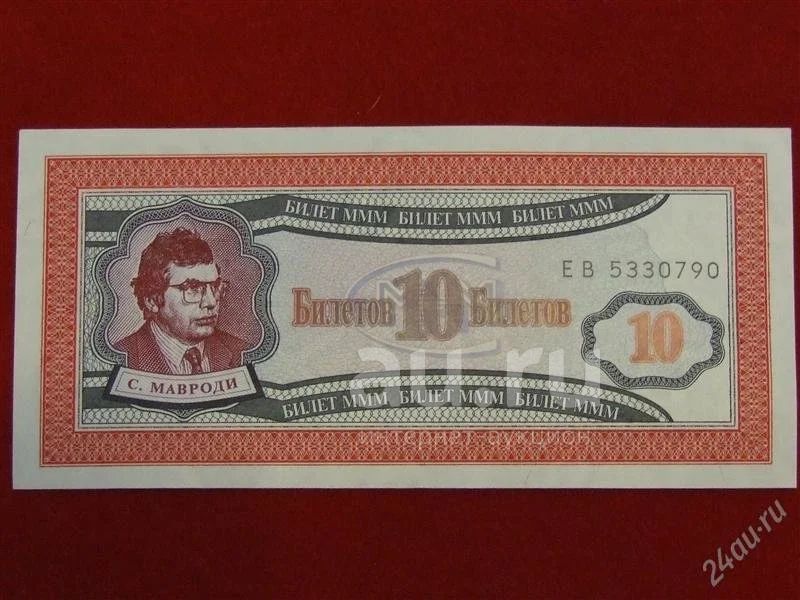 БИЛЕТ МММ БИЛЕТ МММ БИЛЕТ МММ
ЕВ 5330790
Билетов 10 Билетов
10
С. МАВРОДИ
БИЛЕТ МММ БИЛЕТ МММ БИЛЕТ МММ
au.ru
интернет-аукцион
24au.ru